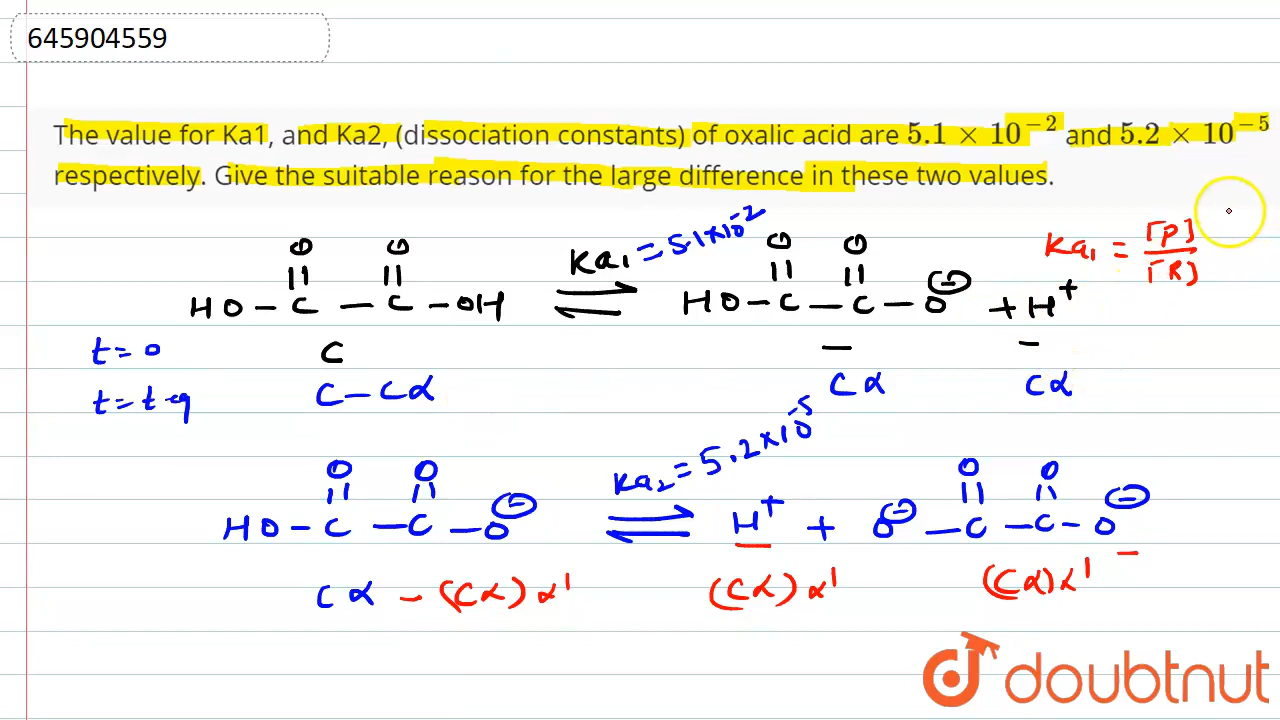 645904559
The value for Ka1, and Ka2, (dissociation constants) of oxalic acid are 5.1 × 10⁻² and 5.2 × 10⁻⁵
respectively. Give the suitable reason for the large difference in these two values.
O O Ka₁ = 5.1×10⁻² O O Ka₁ = [P]/[R]
|| || || ||
HO – C — C – OH ⇌ HO – C – C – O⊖ + H⁺
t = 0 C – –
t = t eq C – Cα Cα Cα
O O Ka₂ = 5.2×10⁻⁵ O O
|| || || ||
HO – C – C – O⊖ ⇌ H⁺ + O⊖ – C – C – O⊖
Cα – (Cα)α' (Cα)α' (Cα)α'
doubtnut